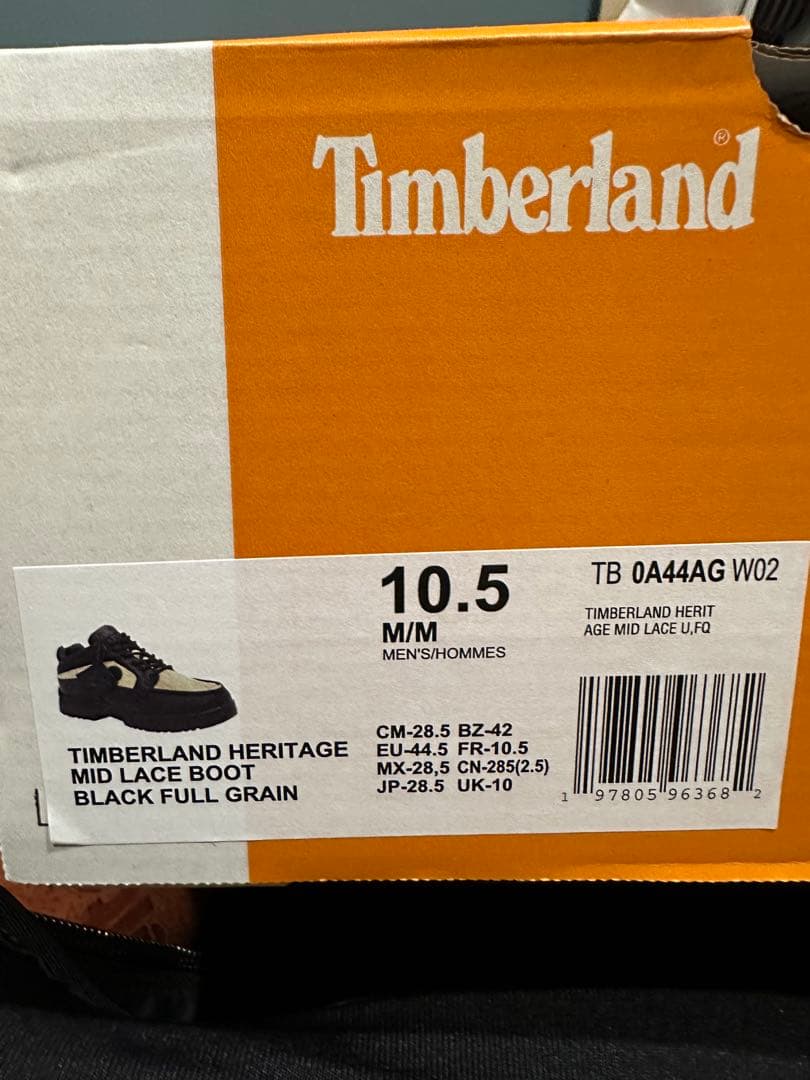 Timberland®
10.5
M/M
MEN'S/HOMMES
TB 0A44AG W02
TIMBERLAND HERIT
AGE MID LACE U,FQ
TIMBERLAND HERITAGE
MID LACE BOOT
BLACK FULL GRAIN
CM-28.5 BZ-42
EU-44.5 FR-10.5
MX-28,5 CN-285(2.5)
JP-28.5 UK-10
1 97805 96368 2